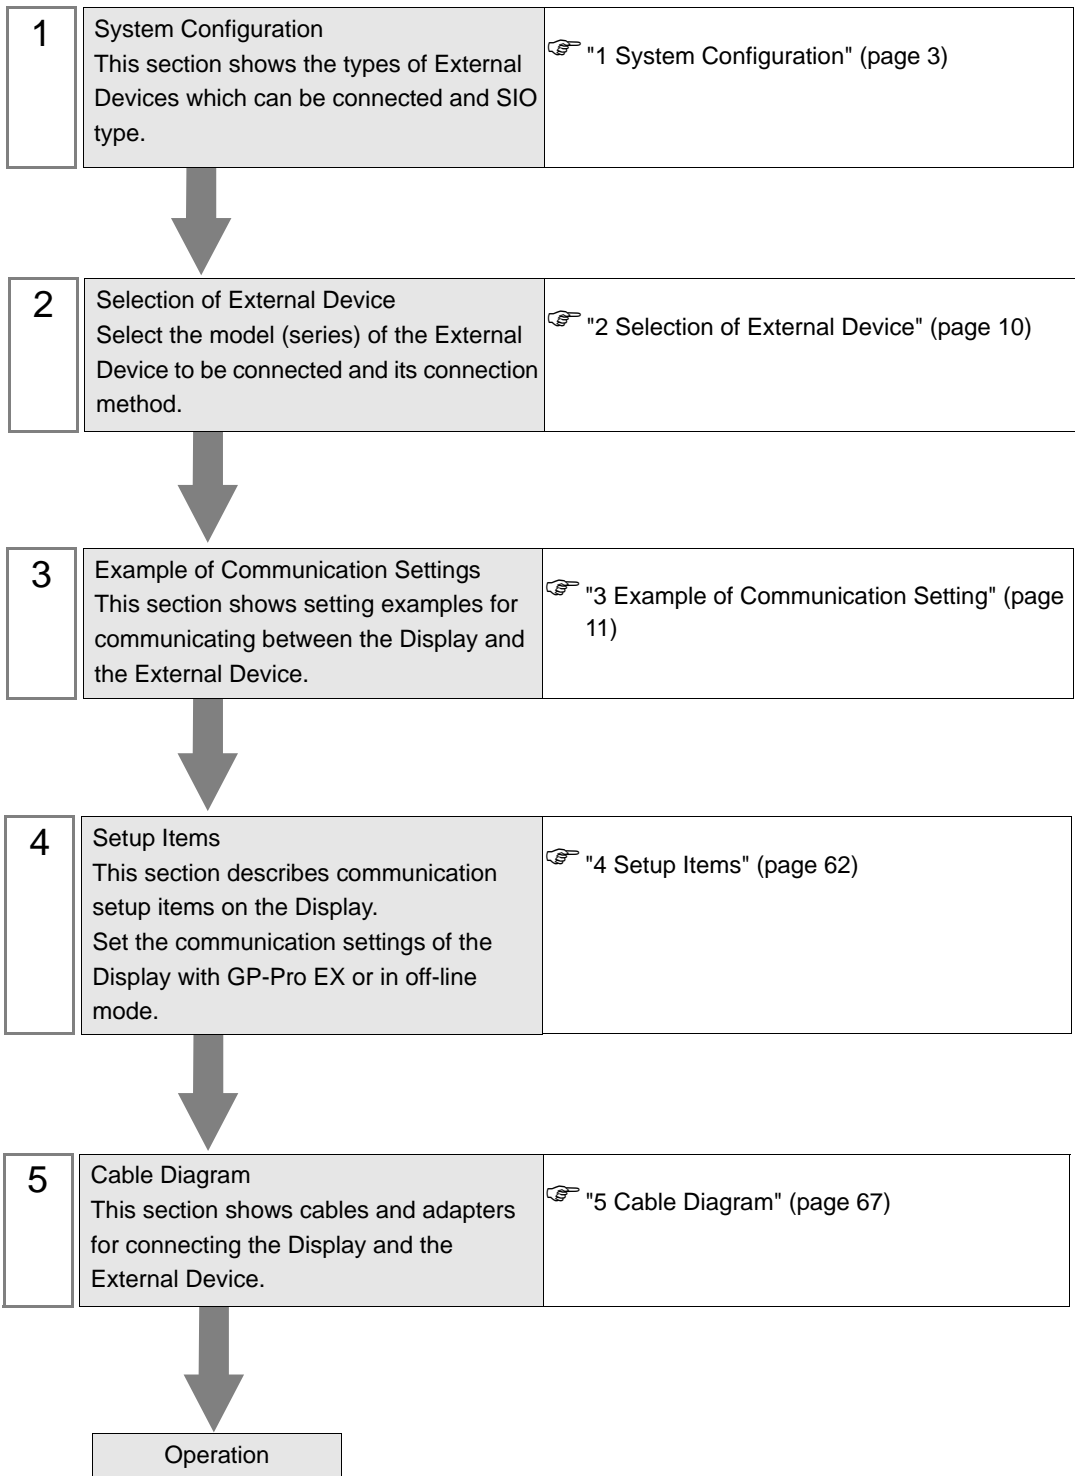 1
System Configuration
This section shows the types of External
Devices which can be connected and SIO
type.
"1 System Configuration" (page 3)
2
Selection of External Device
Select the model (series) of the External
Device to be connected and its connection
method.
"2 Selection of External Device" (page 10)
3
Example of Communication Settings
This section shows setting examples for
communicating between the Display and
the External Device.
"3 Example of Communication Setting" (page
11)
4
Setup Items
This section describes communication
setup items on the Display.
Set the communication settings of the
Display with GP-Pro EX or in off-line
mode.
"4 Setup Items" (page 62)
5
Cable Diagram
This section shows cables and adapters
for connecting the Display and the
External Device.
"5 Cable Diagram" (page 67)
Operation